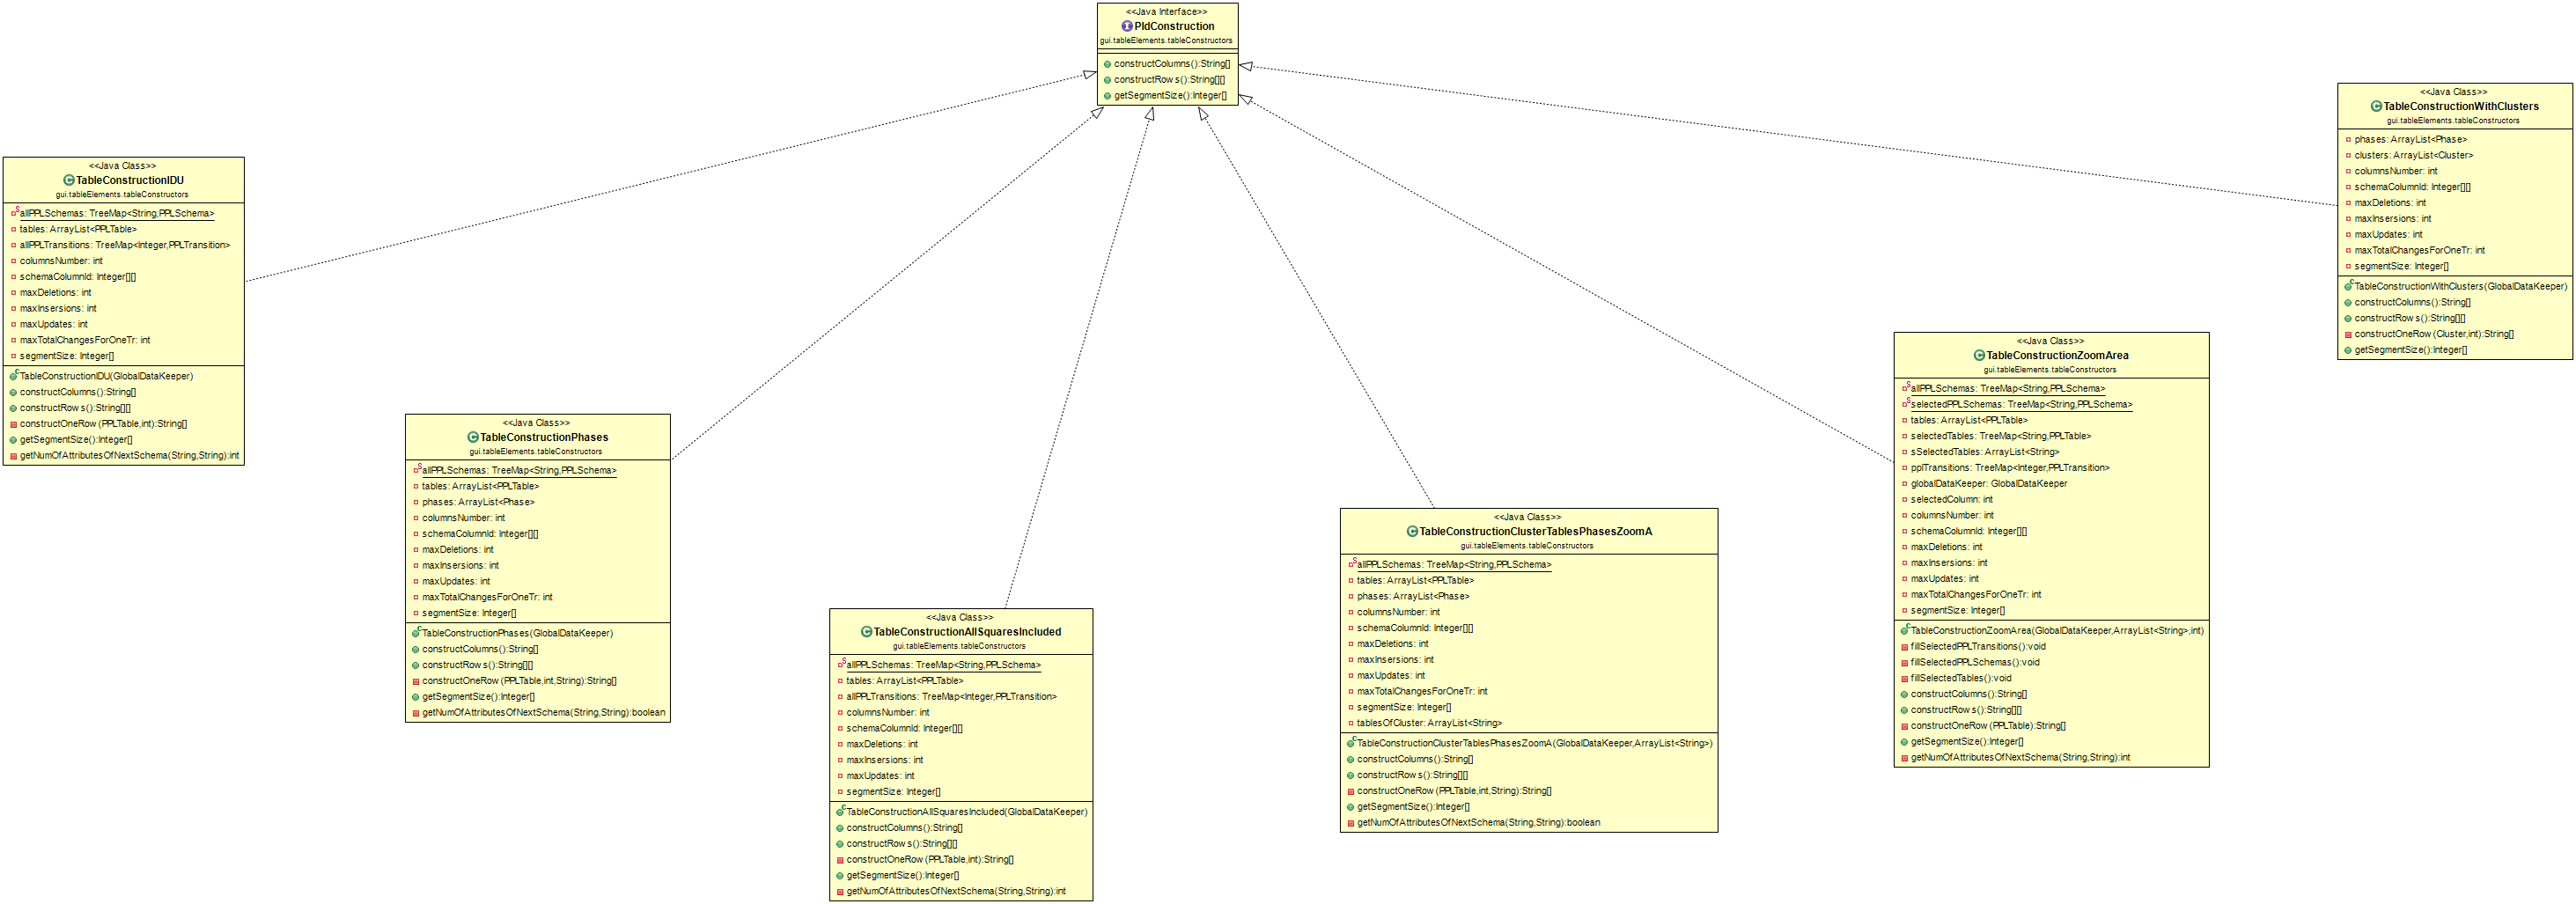 <<Java Interface>>
PldConstruction
gui.tableElements.tableConstructors
constructColumns():String[]
constructRows():String[][]
getSegmentSize():Integer[]
<<Java Class>>
TableConstructionIDU
gui.tableElements.tableConstructors
allPPLSchemas: TreeMap<String,PPLSchema>
tables: ArrayList<PPLTable>
allPPLTransitions: TreeMap<Integer,PPLTransition>
columnsNumber: int
schemaColumnId: Integer[][]
maxDeletions: int
maxInsersions: int
maxUpdates: int
maxTotalChangesForOneTr: int
segmentSize: Integer[]
TableConstructionIDU(GlobalDataKeeper)
constructColumns():String[]
constructRows():String[][]
constructOneRow(PPLTable,int):String[]
getSegmentSize():Integer[]
getNumOfAttributesOfNextSchema(String,String):int
<<Java Class>>
TableConstructionPhases
gui.tableElements.tableConstructors
allPPLSchemas: TreeMap<String,PPLSchema>
tables: ArrayList<PPLTable>
phases: ArrayList<Phase>
columnsNumber: int
schemaColumnId: Integer[][]
maxDeletions: int
maxInsersions: int
maxUpdates: int
maxTotalChangesForOneTr: int
segmentSize: Integer[]
TableConstructionPhases(GlobalDataKeeper)
constructColumns():String[]
constructRows():String[][]
constructOneRow(PPLTable,int,String):String[]
getSegmentSize():Integer[]
getNumOfAttributesOfNextSchema(String,String):boolean
<<Java Class>>
TableConstructionAllSquaresIncluded
gui.tableElements.tableConstructors
allPPLSchemas: TreeMap<String,PPLSchema>
tables: ArrayList<PPLTable>
allPPLTransitions: TreeMap<Integer,PPLTransition>
columnsNumber: int
schemaColumnId: Integer[][]
maxDeletions: int
maxInsersions: int
maxUpdates: int
segmentSize: Integer[]
TableConstructionAllSquaresIncluded(GlobalDataKeeper)
constructColumns():String[]
constructRows():String[][]
constructOneRow(PPLTable,int):String[]
getSegmentSize():Integer[]
getNumOfAttributesOfNextSchema(String,String):int
<<Java Class>>
TableConstructionClusterTablesPhasesZoomA
gui.tableElements.tableConstructors
allPPLSchemas: TreeMap<String,PPLSchema>
tables: ArrayList<PPLTable>
phases: ArrayList<Phase>
columnsNumber: int
schemaColumnId: Integer[][]
maxDeletions: int
maxInsersions: int
maxUpdates: int
maxTotalChangesForOneTr: int
segmentSize: Integer[]
tablesOfCluster: ArrayList<String>
TableConstructionClusterTablesPhasesZoomA(GlobalDataKeeper,ArrayList<String>)
constructColumns():String[]
constructRows():String[][]
constructOneRow(PPLTable,int,String):String[]
getSegmentSize():Integer[]
getNumOfAttributesOfNextSchema(String,String):boolean
<<Java Class>>
TableConstructionZoomArea
gui.tableElements.tableConstructors
allPPLSchemas: TreeMap<String,PPLSchema>
selectedPPLSchemas: TreeMap<String,PPLSchema>
tables: ArrayList<PPLTable>
selectedTables: TreeMap<String,PPLTable>
sSelectedTables: ArrayList<String>
pplTransitions: TreeMap<Integer,PPLTransition>
globalDataKeeper: GlobalDataKeeper
selectedColumn: int
columnsNumber: int
schemaColumnId: Integer[][]
maxDeletions: int
maxInsersions: int
maxUpdates: int
maxTotalChangesForOneTr: int
segmentSize: Integer[]
TableConstructionZoomArea(GlobalDataKeeper,ArrayList<String>,int)
fillSelectedPPLTransitions():void
fillSelectedPPLSchemas():void
fillSelectedTables():void
constructColumns():String[]
constructRows():String[][]
constructOneRow(PPLTable):String[]
getSegmentSize():Integer[]
getNumOfAttributesOfNextSchema(String,String):int
<<Java Class>>
TableConstructionWithClusters
gui.tableElements.tableConstructors
phases: ArrayList<Phase>
clusters: ArrayList<Cluster>
columnsNumber: int
schemaColumnId: Integer[][]
maxDeletions: int
maxInsersions: int
maxUpdates: int
maxTotalChangesForOneTr: int
segmentSize: Integer[]
TableConstructionWithClusters(GlobalDataKeeper)
constructColumns():String[]
constructRows():String[][]
constructOneRow(Cluster,int):String[]
getSegmentSize():Integer[]